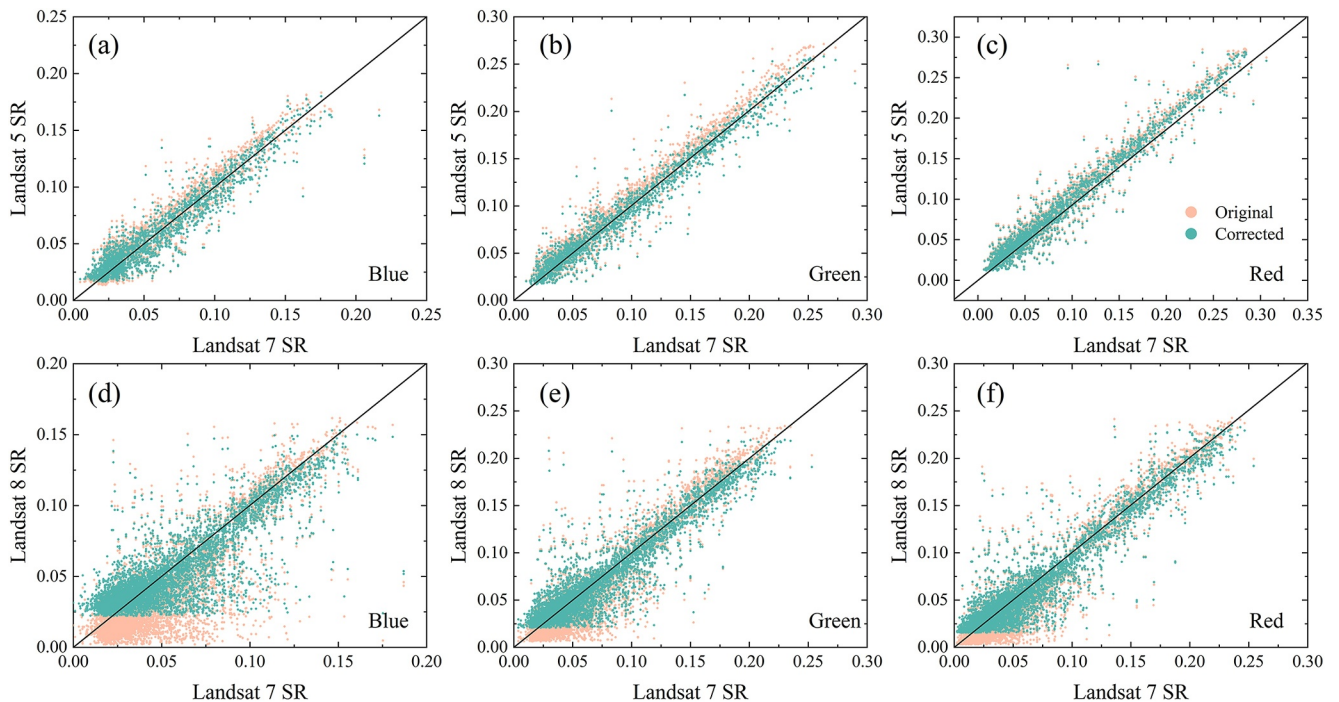 (a)
Landsat 5 SR
0.25
0.20
0.15
0.10
0.05
0.00
Blue
0.00 0.05 0.10 0.15 0.20 0.25
Landsat 7 SR
(b)
Landsat 5 SR
0.30
0.25
0.20
0.15
0.10
0.05
0.00
Green
0.00 0.05 0.10 0.15 0.20 0.25 0.30
Landsat 7 SR
(c)
Landsat 5 SR
0.30
0.25
0.20
0.15
0.10
0.05
0.00
Original
Corrected
Red
0.00 0.05 0.10 0.15 0.20 0.25 0.30 0.35
Landsat 7 SR
(d)
Landsat 8 SR
0.20
0.15
0.10
0.05
0.00
Blue
0.00 0.05 0.10 0.15 0.20
Landsat 7 SR
(e)
Landsat 8 SR
0.30
0.25
0.20
0.15
0.10
0.05
0.00
Green
0.00 0.05 0.10 0.15 0.20 0.25 0.30
Landsat 7 SR
(f)
Landsat 8 SR
0.30
0.25
0.20
0.15
0.10
0.05
0.00
Red
0.00 0.05 0.10 0.15 0.20 0.25 0.30
Landsat 7 SR